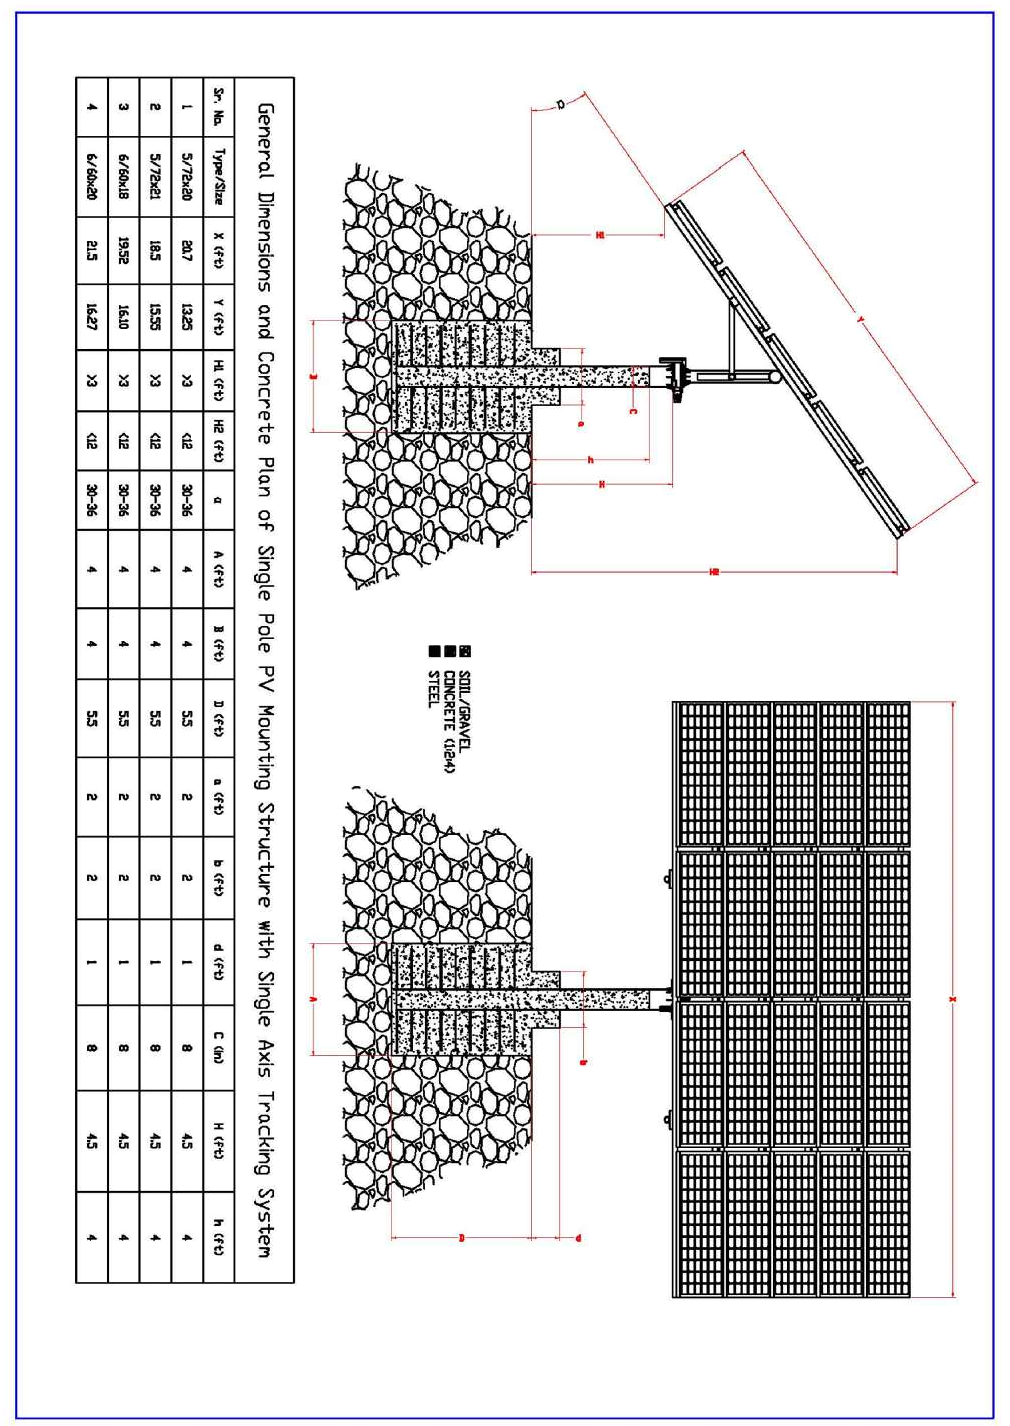 α
H1
Y
B
a
C
h
H
H2
SOIL/GRAVEL
CONCRETE (1:2:4)
STEEL
X
A
b
D
d
General Dimensions and Concrete Plan of Single Pole PV Mounting Structure with Single Axis Tracking System
Sr. No. Type/Size X (ft) Y (ft) H1 (ft) H2 (ft) α A (ft) B (ft) D (ft) a (ft) b (ft) d (ft) C (in) H (ft) h (ft)
1 5/72x20 20.7 13.25 >3 <12 30-36 4 4 5.5 2 2 1 8 4.5 4
2 5/72x21 18.5 15.55 >3 <12 30-36 4 4 5.5 2 2 1 8 4.5 4
3 6/60x18 19.52 16.10 >3 <12 30-36 4 4 5.5 2 2 1 8 4.5 4
4 6/60x20 21.5 16.27 >3 <12 30-36 4 4 5.5 2 2 1 8 4.5 4